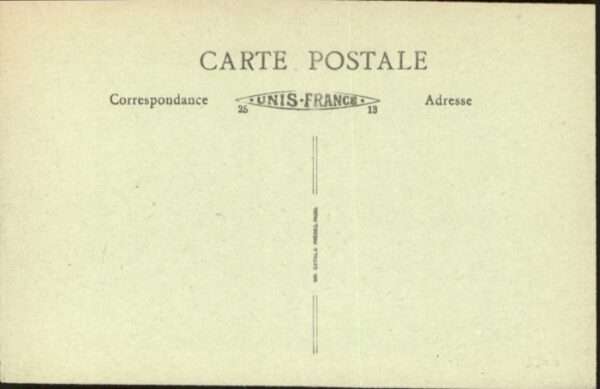 CARTE POSTALE
Correspondance
· UNIS-FRANCE ·
25 13
Adresse